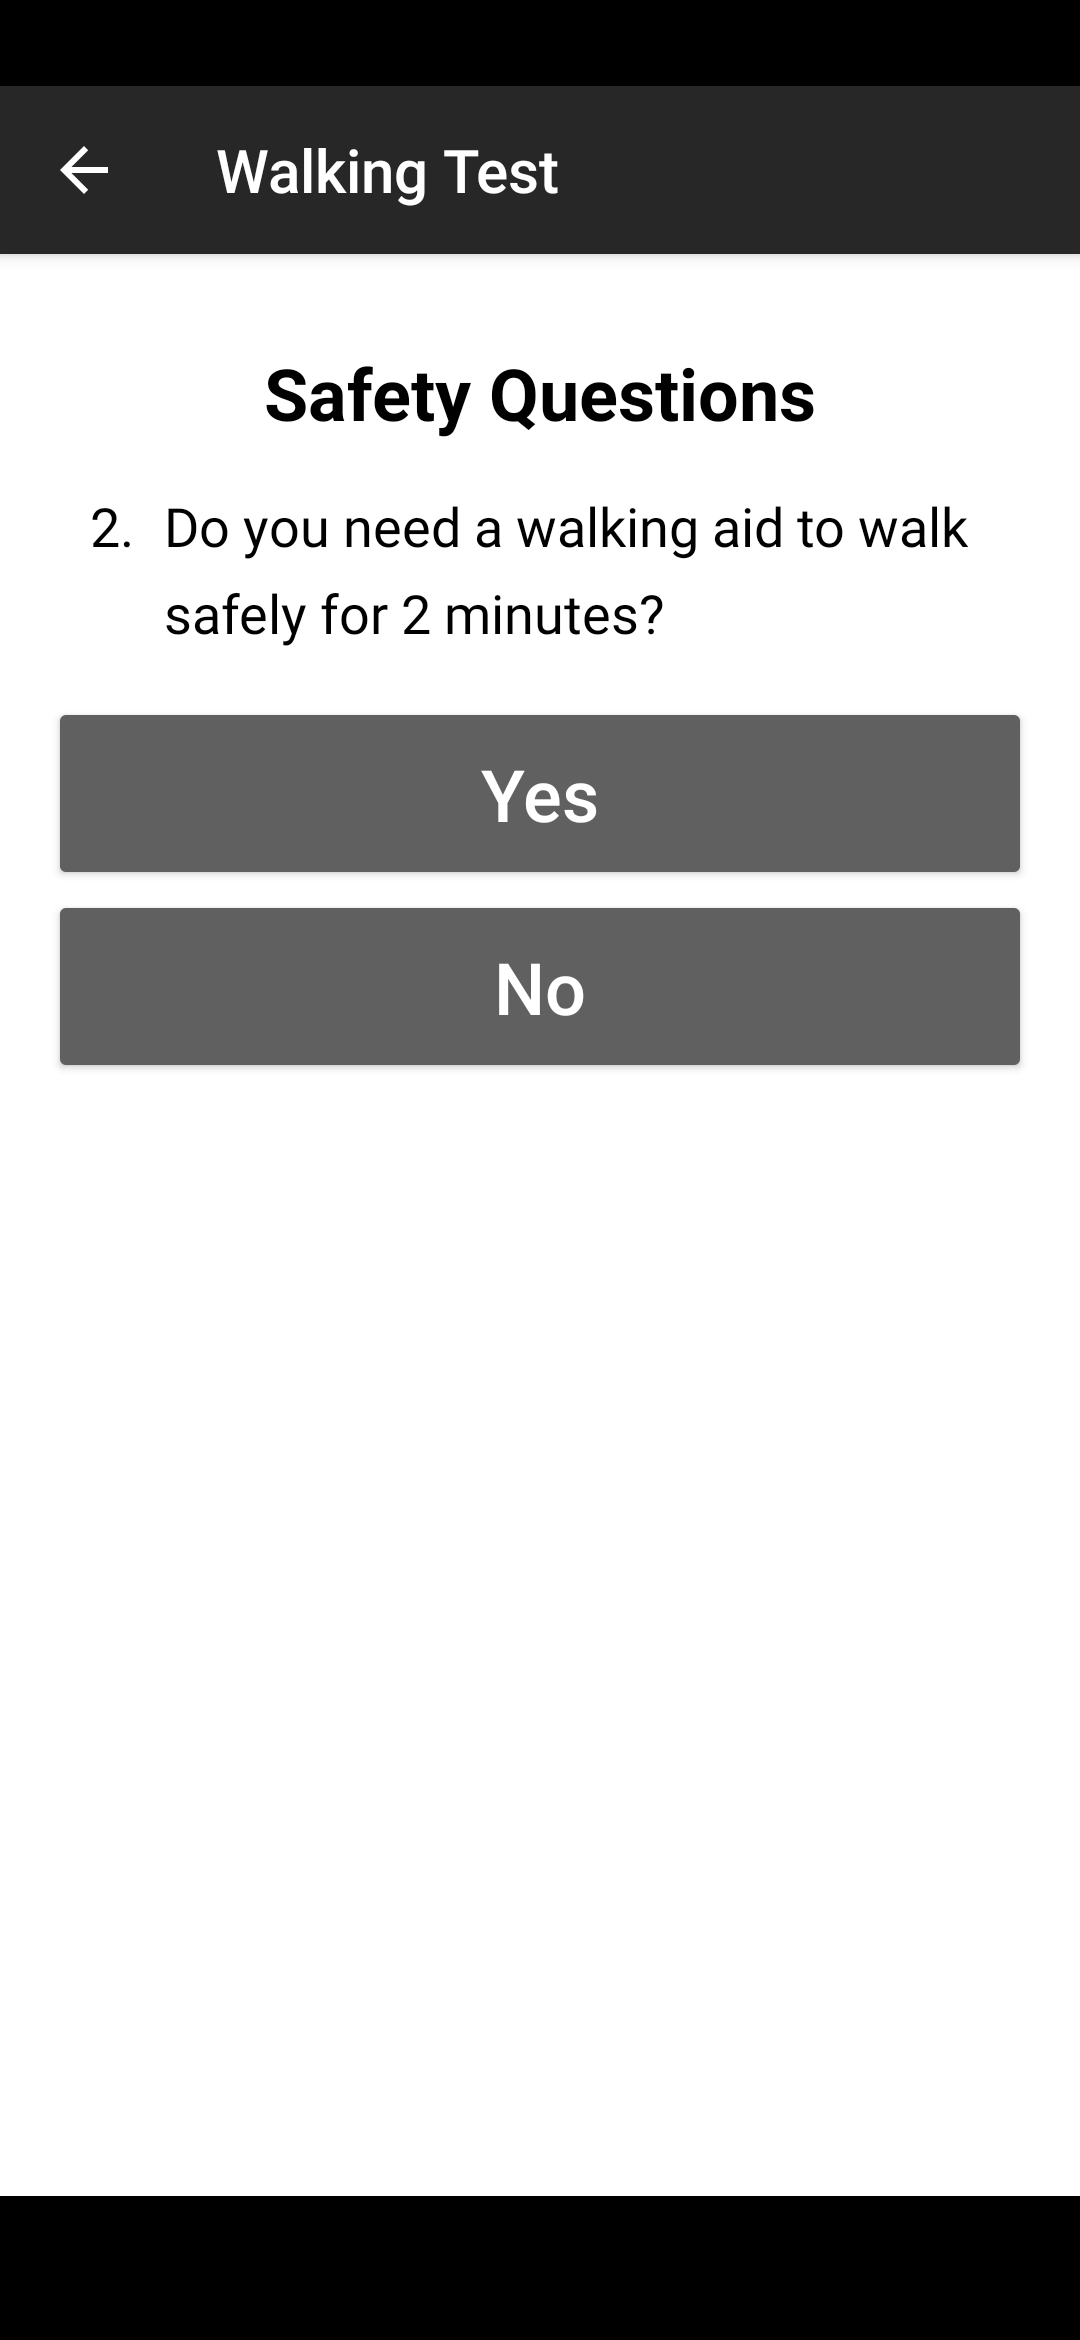 Walking Test
Safety Questions
2. Do you need a walking aid to walk
safely for 2 minutes?
Yes
No